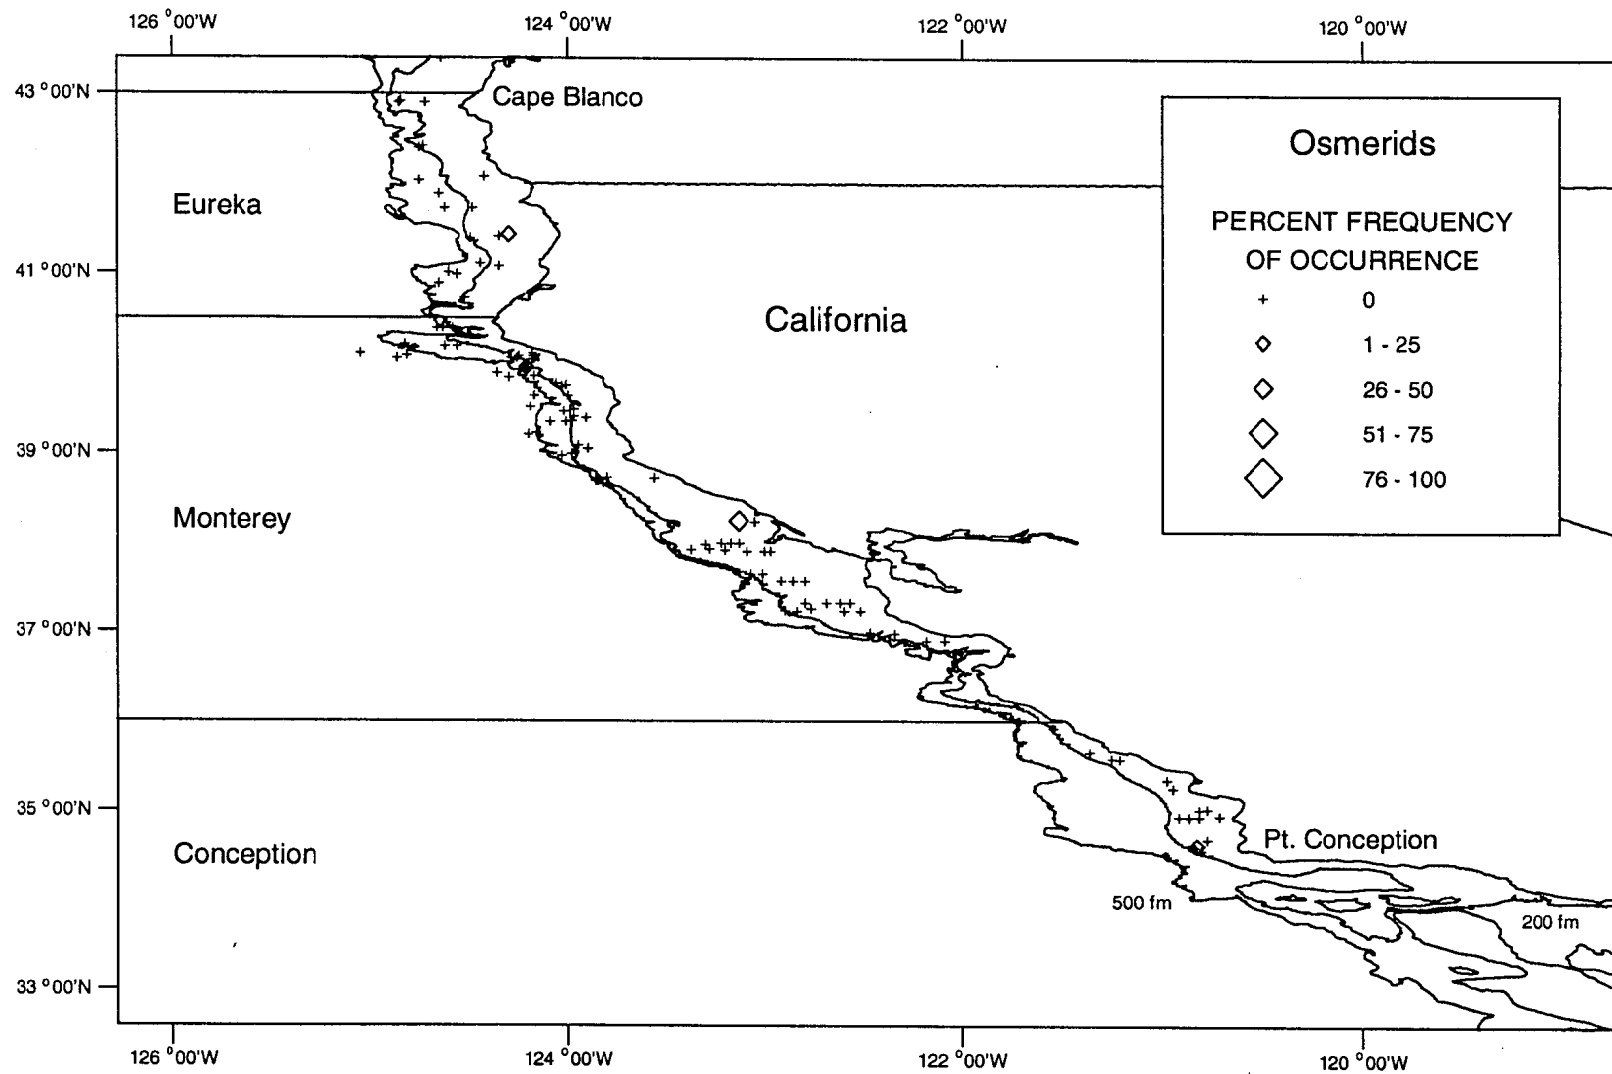 126 °00'W 124 °00'W 122 °00'W 120 °00'W
43 °00'N
Cape Blanco
Osmerids
Eureka
PERCENT FREQUENCY
OF OCCURRENCE
41 °00'N
+ 0
California
1 - 25
26 - 50
51 - 75
39 °00'N
76 - 100
Monterey
37 °00'N
35 °00'N
Pt. Conception
Conception
500 fm
200 fm
33 °00'N
126 °00'W 124 °00'W 122 °00'W 120 °00'W